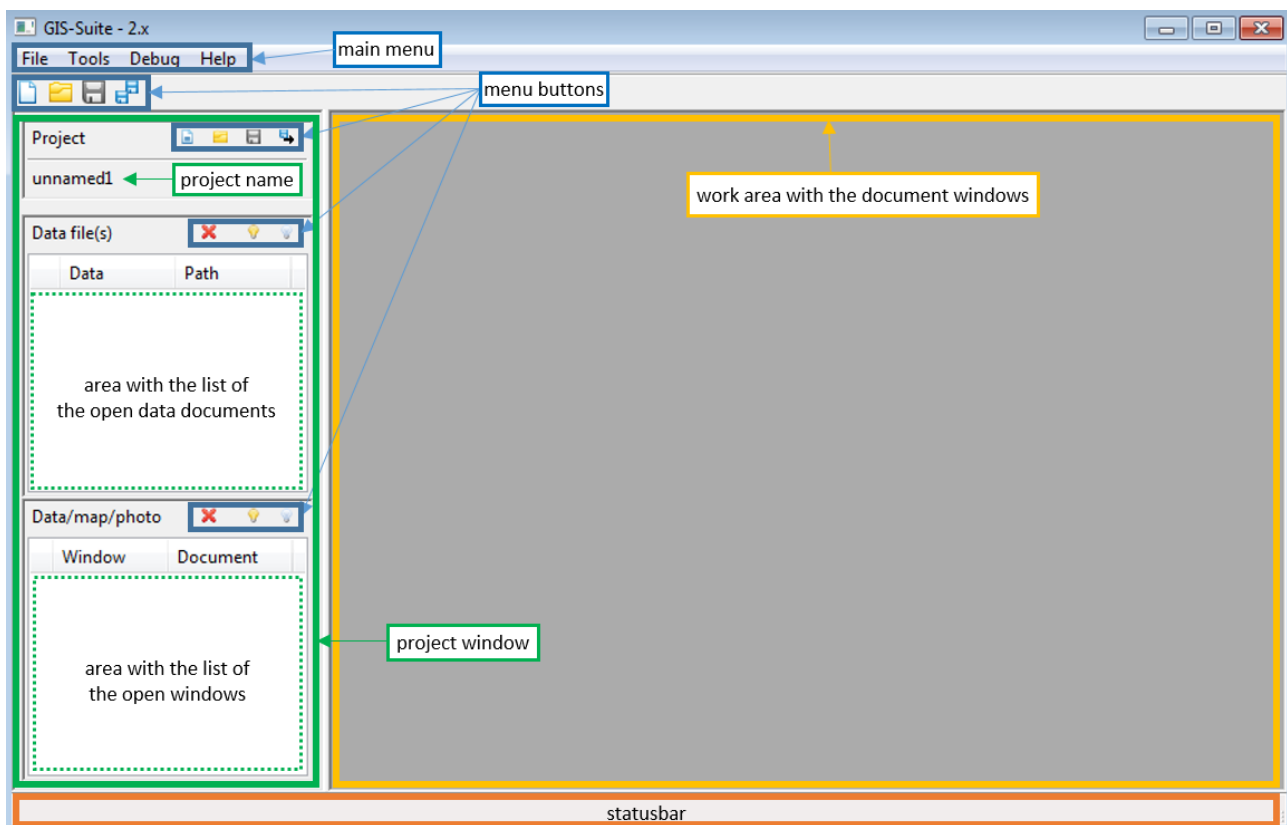 GIS-Suite - 2.x
File Tools Debug Help
main menu
menu buttons
Project
unnamed1
project name
work area with the document windows
Data file(s)
Data Path
area with the list of
the open data documents
Data/map/photo
Window Document
project window
area with the list of
the open windows
statusbar